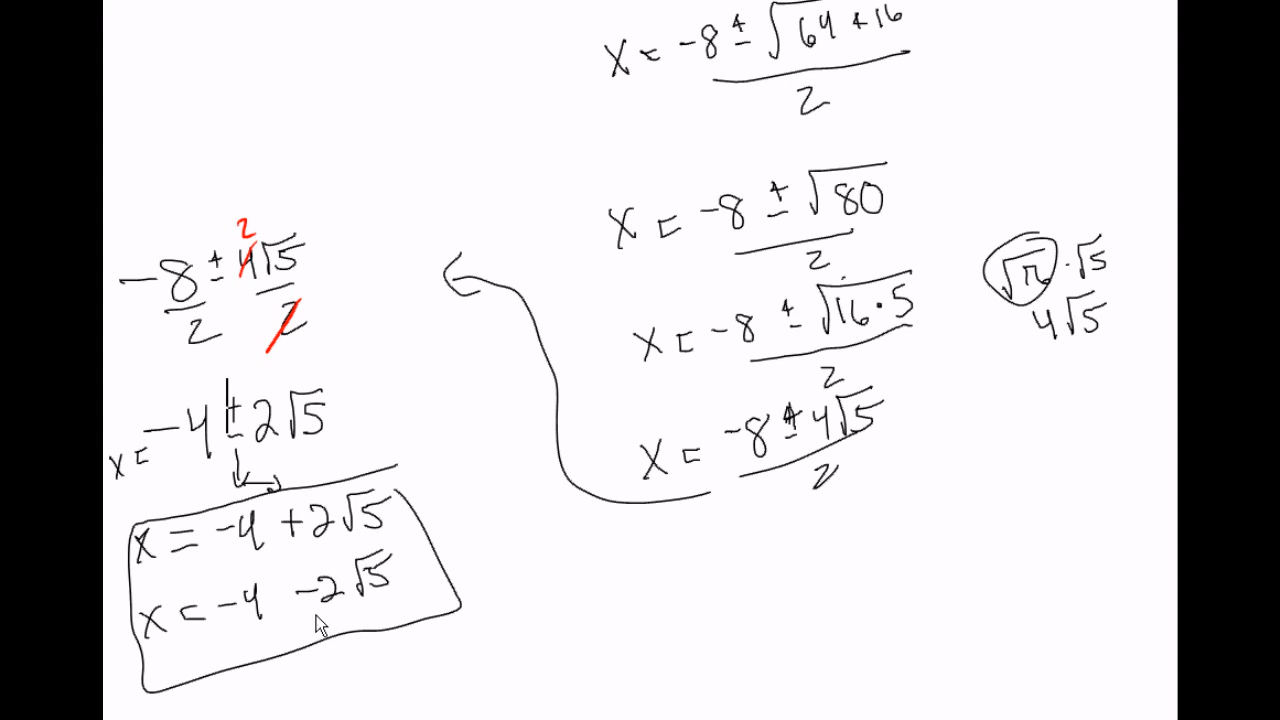 x = -8 ± √64 + 16
2
x = -8 ± √80
2
x = -8 ± √16 · 5
2
√16 · √5
4√5
x = -8 ± 4√5
2
2
-8 ± 4√5
2 2
x = -4 ± 2√5
x = -4 + 2√5
x = -4 - 2√5